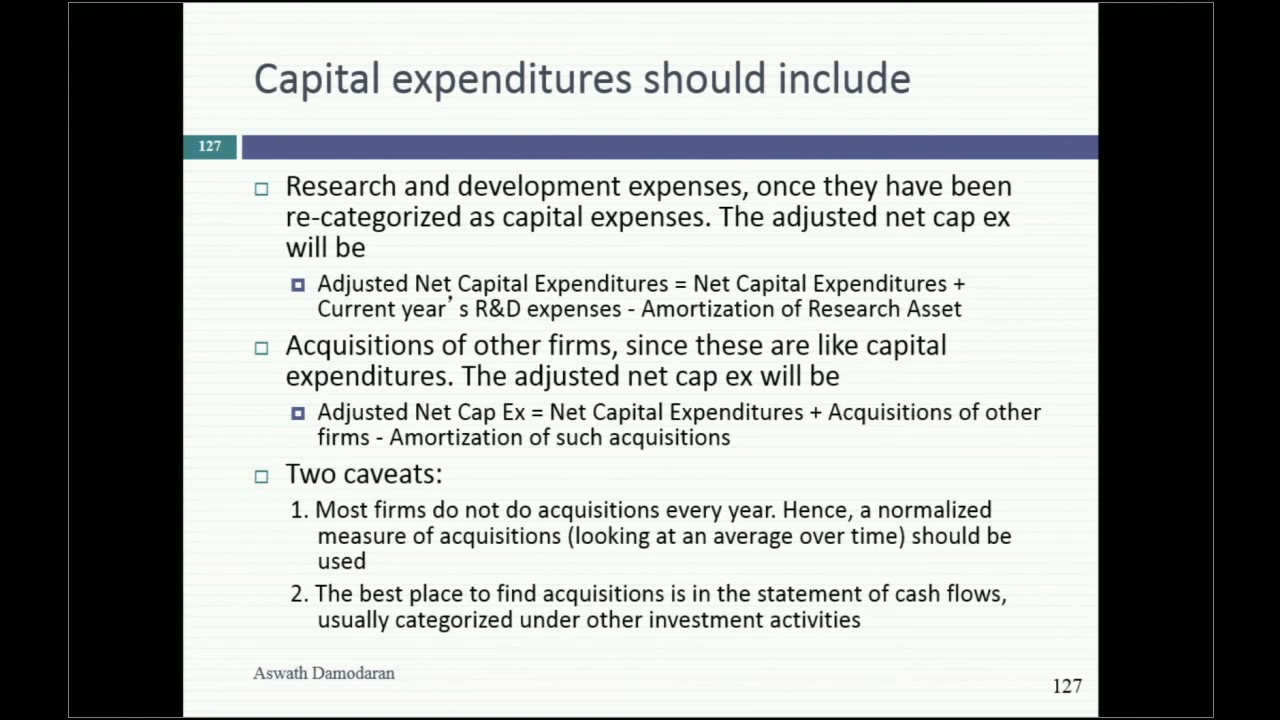 Capital expenditures should include
127
Research and development expenses, once they have been
re-categorized as capital expenses. The adjusted net cap ex
will be
Adjusted Net Capital Expenditures = Net Capital Expenditures +
Current year’s R&D expenses - Amortization of Research Asset
Acquisitions of other firms, since these are like capital
expenditures. The adjusted net cap ex will be
Adjusted Net Cap Ex = Net Capital Expenditures + Acquisitions of other
firms - Amortization of such acquisitions
Two caveats:
1. Most firms do not do acquisitions every year. Hence, a normalized
measure of acquisitions (looking at an average over time) should be
used
2. The best place to find acquisitions is in the statement of cash flows,
usually categorized under other investment activities
Aswath Damodaran
127